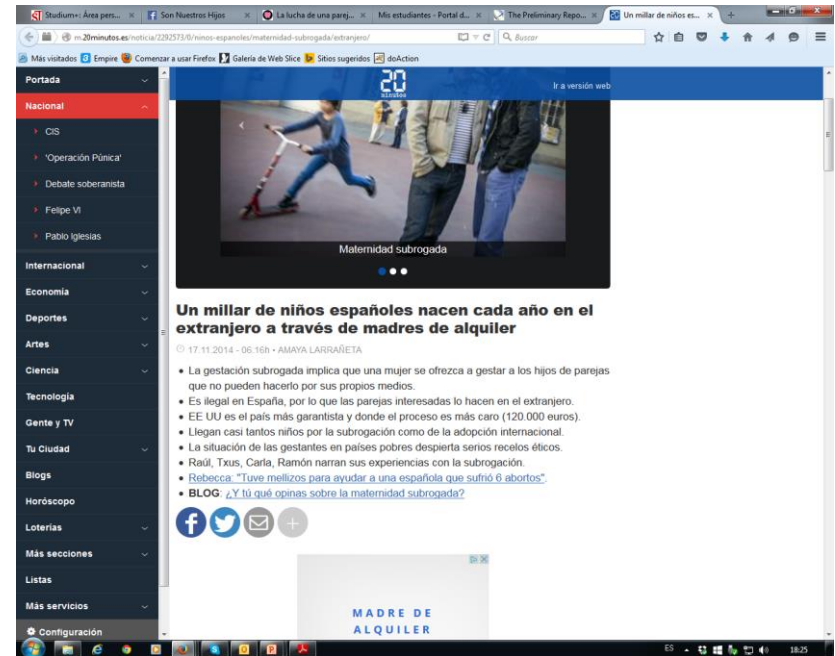 Studium+: Área pers...
Son Nuestros Hijos
La lucha de una parej...
Mis estudiantes - Portal d...
The Preliminary Repo...
Un millar de niños es...
m.20minutos.es/noticia/2292573/0/ninos-espanoles/maternidad-subrogada/extranjero/
Buscar
Más visitados
Empire
Comenzar a usar Firefox
Galería de Web Slice
Sitios sugeridos
doAction
Portada
Nacional
CIS
'Operación Púnica'
Debate soberanista
Felipe VI
Pablo Iglesias
Internacional
Economía
Deportes
Artes
Ciencia
Tecnología
Gente y TV
Tu Ciudad
Blogs
Horóscopo
Loterías
Más secciones
Listas
Más servicios
Configuración
20
minutos
Ir a versión web
Maternidad subrogada
Un millar de niños españoles nacen cada año en el
extranjero a través de madres de alquiler
17.11.2014 - 06.16h • AMAYA LARRAÑETA
• La gestación subrogada implica que una mujer se ofrezca a gestar a los hijos de parejas
que no pueden hacerlo por sus propios medios.
• Es ilegal en España, por lo que las parejas interesadas lo hacen en el extranjero.
• EE UU es el país más garantista y donde el proceso es más caro (120.000 euros).
• Llegan casi tantos niños por la subrogación como de la adopción internacional.
• La situación de las gestantes en países pobres despierta serios recelos éticos.
• Raúl, Txus, Carla, Ramón narran sus experiencias con la subrogación.
• Rebecca: "Tuve mellizos para ayudar a una española que sufrió 6 abortos".
• BLOG: ¿Y tú qué opinas sobre la maternidad subrogada?
MADRE DE
ALQUILER
ES
18:25